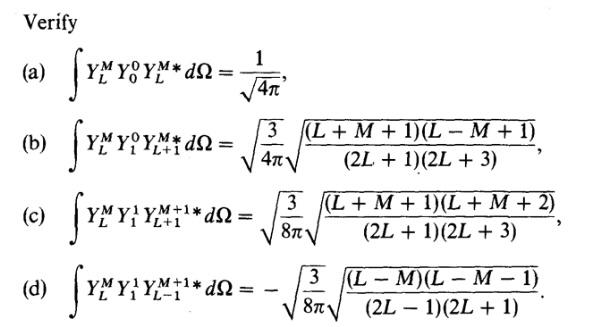 Verify
(a) ∫ Y_L^M Y_0^0 Y_L^{M*} dΩ = 1/√(4π),
(b) ∫ Y_L^M Y_1^0 Y_{L+1}^{M*} dΩ = √(3/4π) √((L + M + 1)(L − M + 1)/(2L + 1)(2L + 3)),
(c) ∫ Y_L^M Y_1^1 Y_{L+1}^{M+1*} dΩ = √(3/8π) √((L + M + 1)(L + M + 2)/(2L + 1)(2L + 3)),
(d) ∫ Y_L^M Y_1^1 Y_{L−1}^{M+1*} dΩ = −√(3/8π) √((L − M)(L − M − 1)/(2L − 1)(2L + 1)).